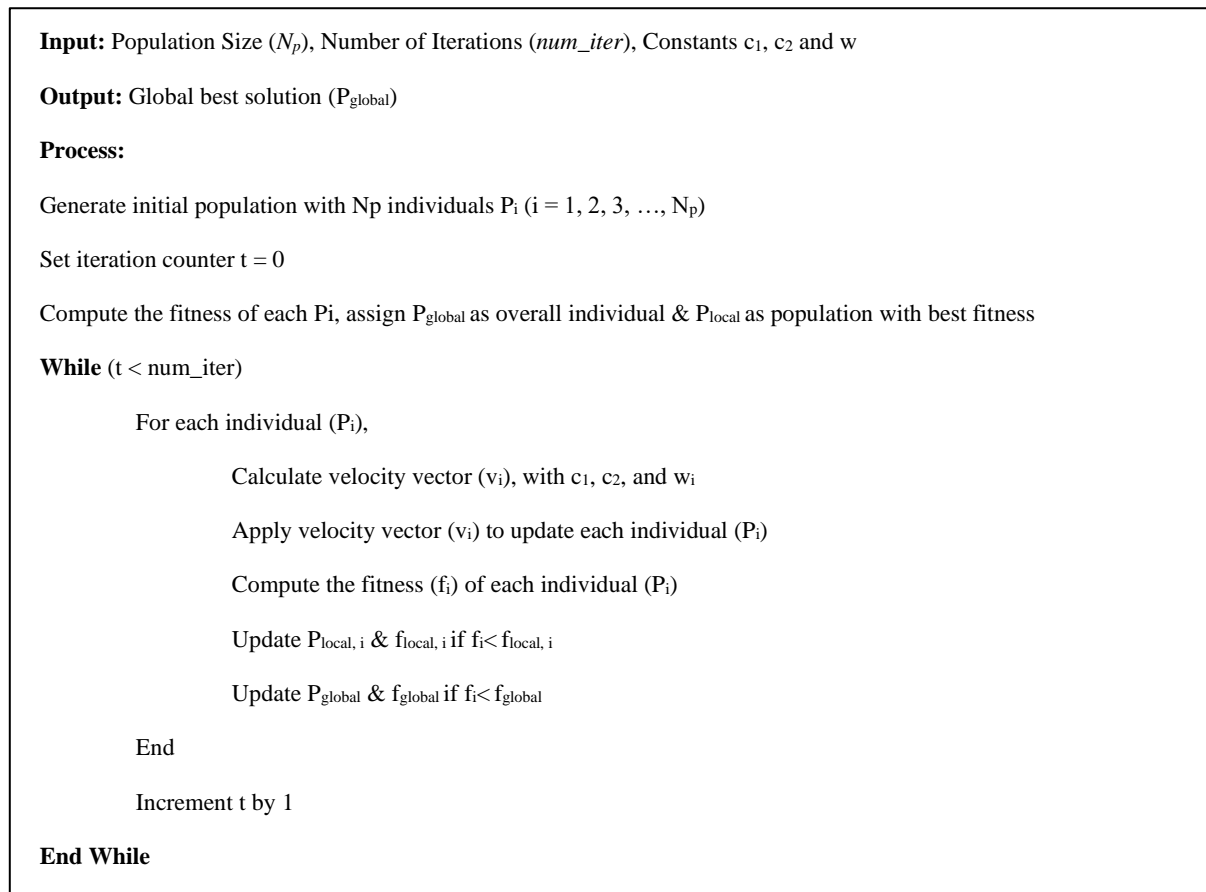 Input: Population Size (Np), Number of Iterations (num_iter), Constants c1, c2 and w
Output: Global best solution (Pglobal)
Process:
Generate initial population with Np individuals Pi (i = 1, 2, 3, …, Np)
Set iteration counter t = 0
Compute the fitness of each Pi, assign Pglobal as overall individual & Plocal as population with best fitness
While (t < num_iter)
For each individual (Pi),
Calculate velocity vector (vi), with c1, c2, and wi
Apply velocity vector (vi) to update each individual (Pi)
Compute the fitness (fi) of each individual (Pi)
Update Plocal, i & flocal, i if fi< flocal, i
Update Pglobal & fglobal if fi< fglobal
End
Increment t by 1
End While